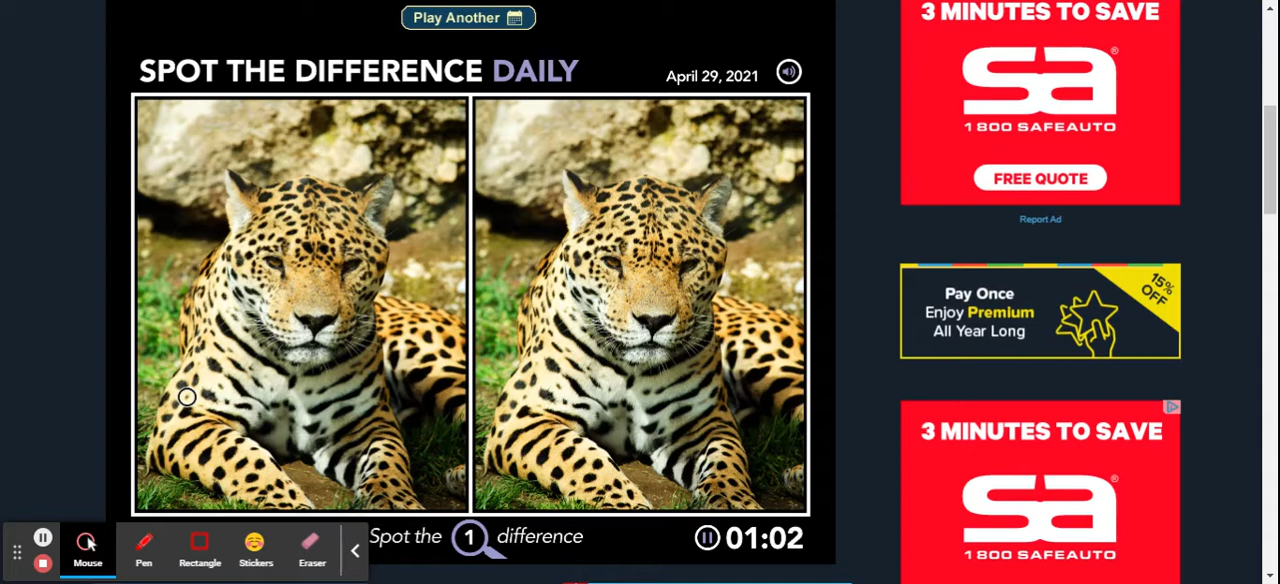 Play Another
SPOT THE DIFFERENCE DAILY
April 29, 2021
Spot the 1 difference
01:02
Mouse
Pen
Rectangle
Stickers
Eraser
3 MINUTES TO SAVE
sa®
1 800 SAFEAUTO
FREE QUOTE
Report Ad
Pay Once
Enjoy Premium
All Year Long
15%
OFF
3 MINUTES TO SAVE
sa®
1 800 SAFEAUTO